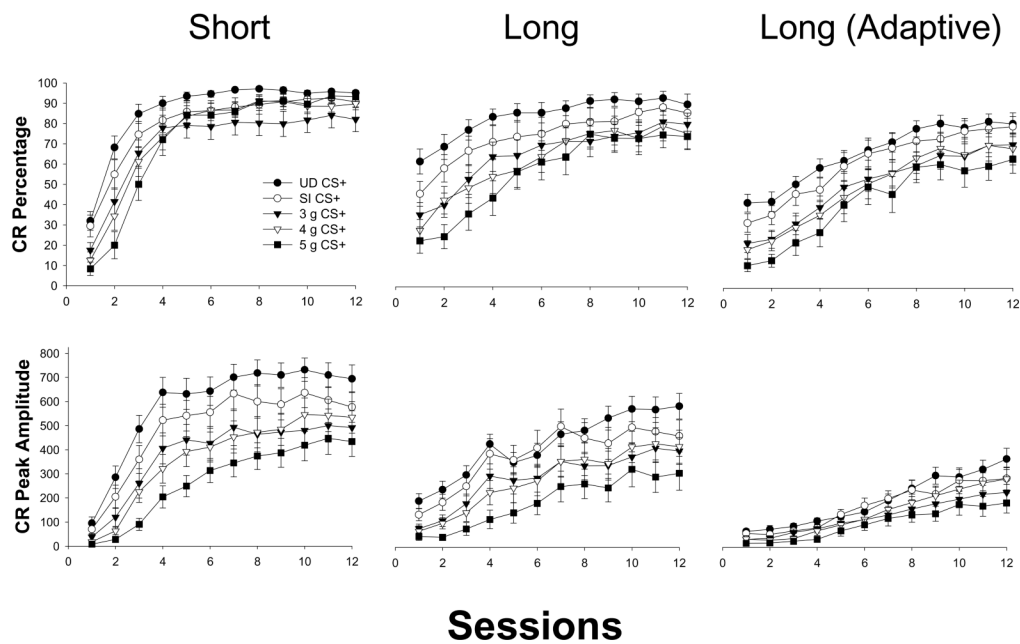 Short Long Long (Adaptive)
CR Percentage
100
90
80
70
60
50
40
30
20
10
0
UD CS+
SI CS+
3 g CS+
4 g CS+
5 g CS+
0 2 4 6 8 10 12 0 2 4 6 8 10 12 0 2 4 6 8 10 12
CR Peak Amplitude
800
700
600
500
400
300
200
100
0
0 2 4 6 8 10 12 0 2 4 6 8 10 12 0 2 4 6 8 10 12
Sessions